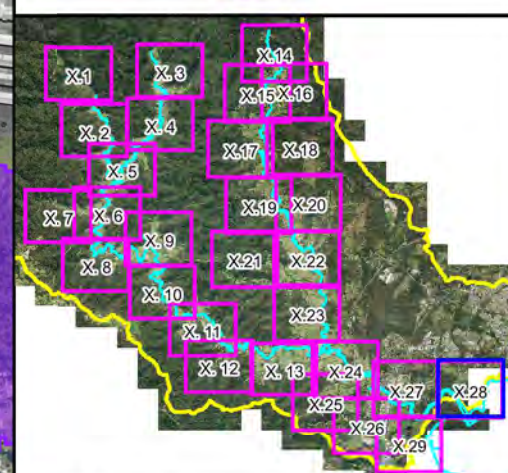 X.14
X.1
X. 3
X.15
X.16
X. 2
X. 4
X.17
X.18
X. 5
X. 7
X. 6
X.19
X.20
X. 9
X. 8
X.21
X.22
X. 10
X.23
X. 11
X. 12
X. 13
X.24
X.27
X.28
X.25
X.26
X.29